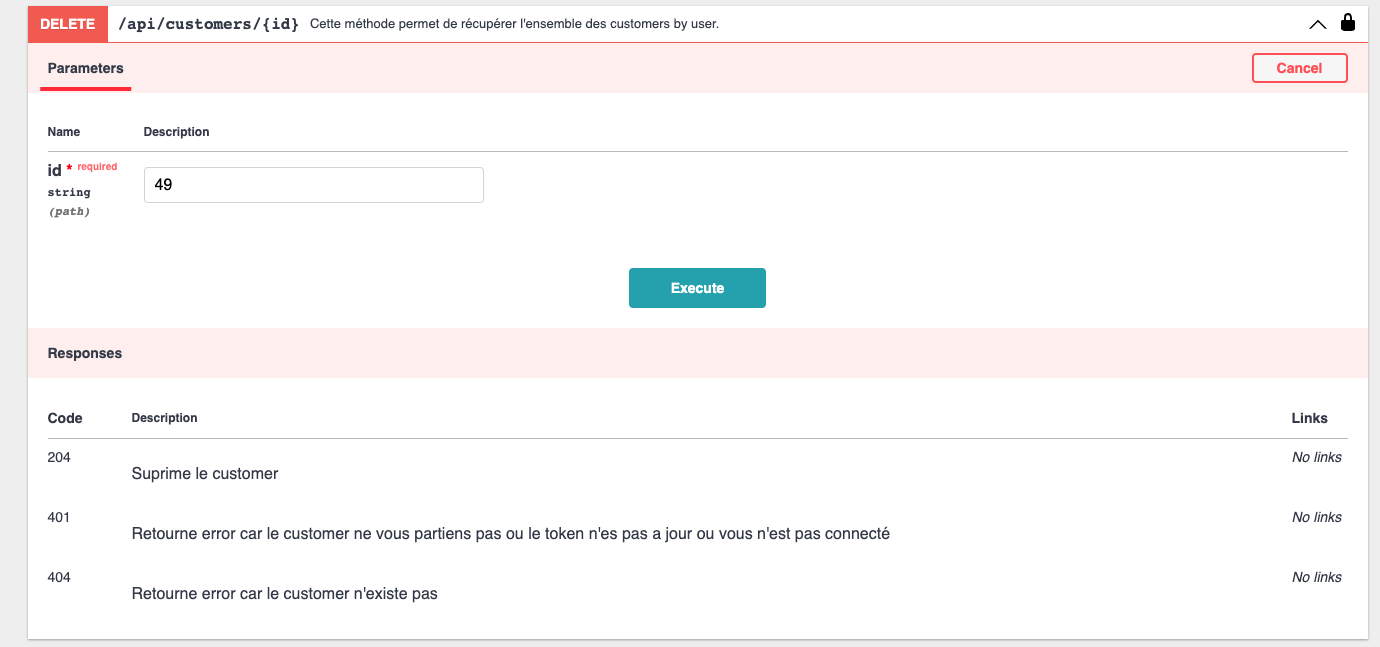 DELETE /api/customers/{id} Cette méthode permet de récupérer l'ensemble des customers by user.
Parameters Cancel
Name Description
id * required 49
string
(path)
Execute
Responses
Code Description Links
204 No links
Suprime le customer
401 No links
Retourne error car le customer ne vous partiens pas ou le token n'es pas a jour ou vous n'est pas connecté
404 No links
Retourne error car le customer n'existe pas